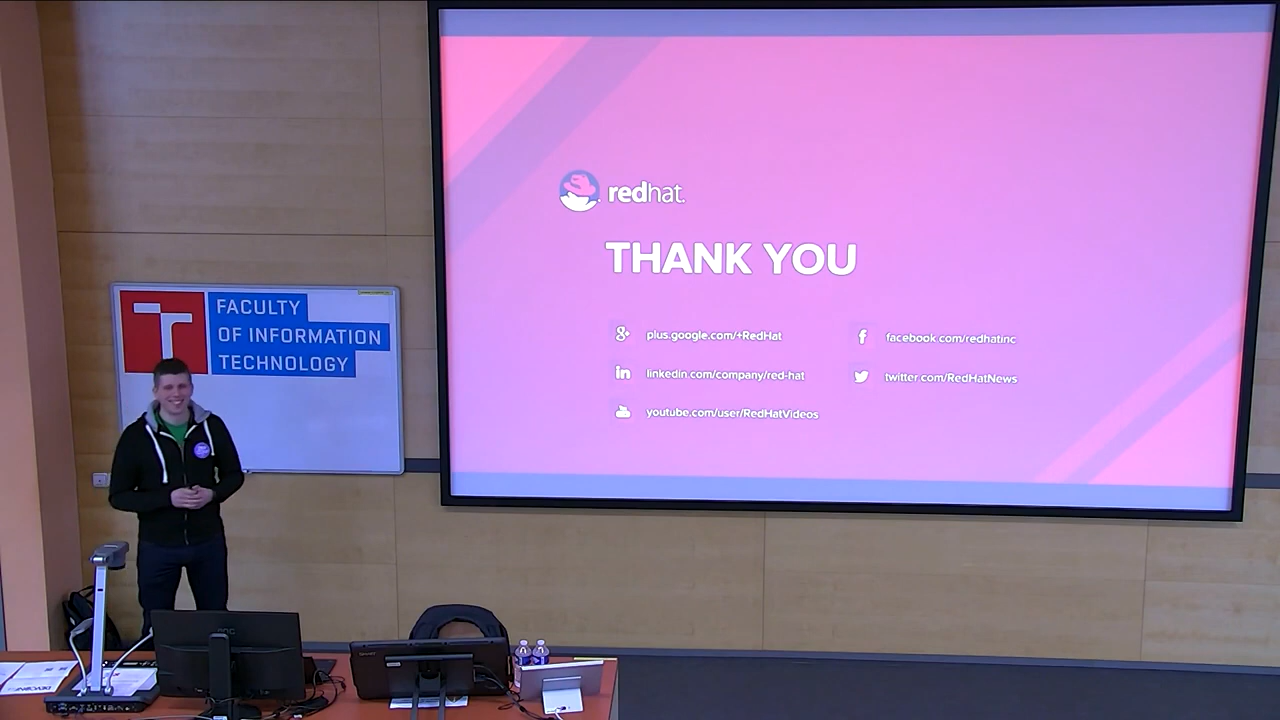 redhat.
THANK YOU
plus.google.com/+RedHat
facebook.com/redhatinc
linkedin.com/company/red-hat
twitter.com/RedHatNews
youtube.com/user/RedHatVideos
FACULTY
OF INFORMATION
TECHNOLOGY
AOC